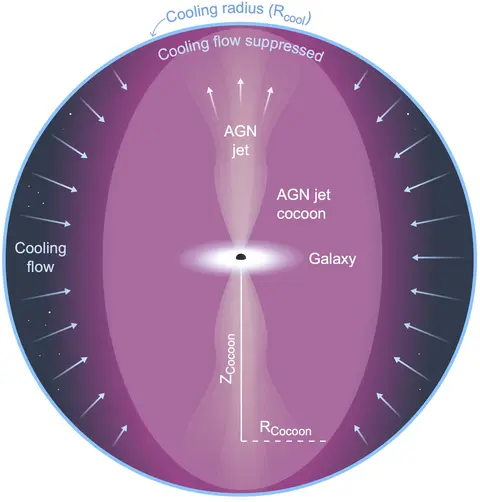 Cooling radius (Rcool)
Cooling flow suppressed
AGN
jet
AGN jet
cocoon
Cooling
flow
Galaxy
ZCocoon
RCocoon